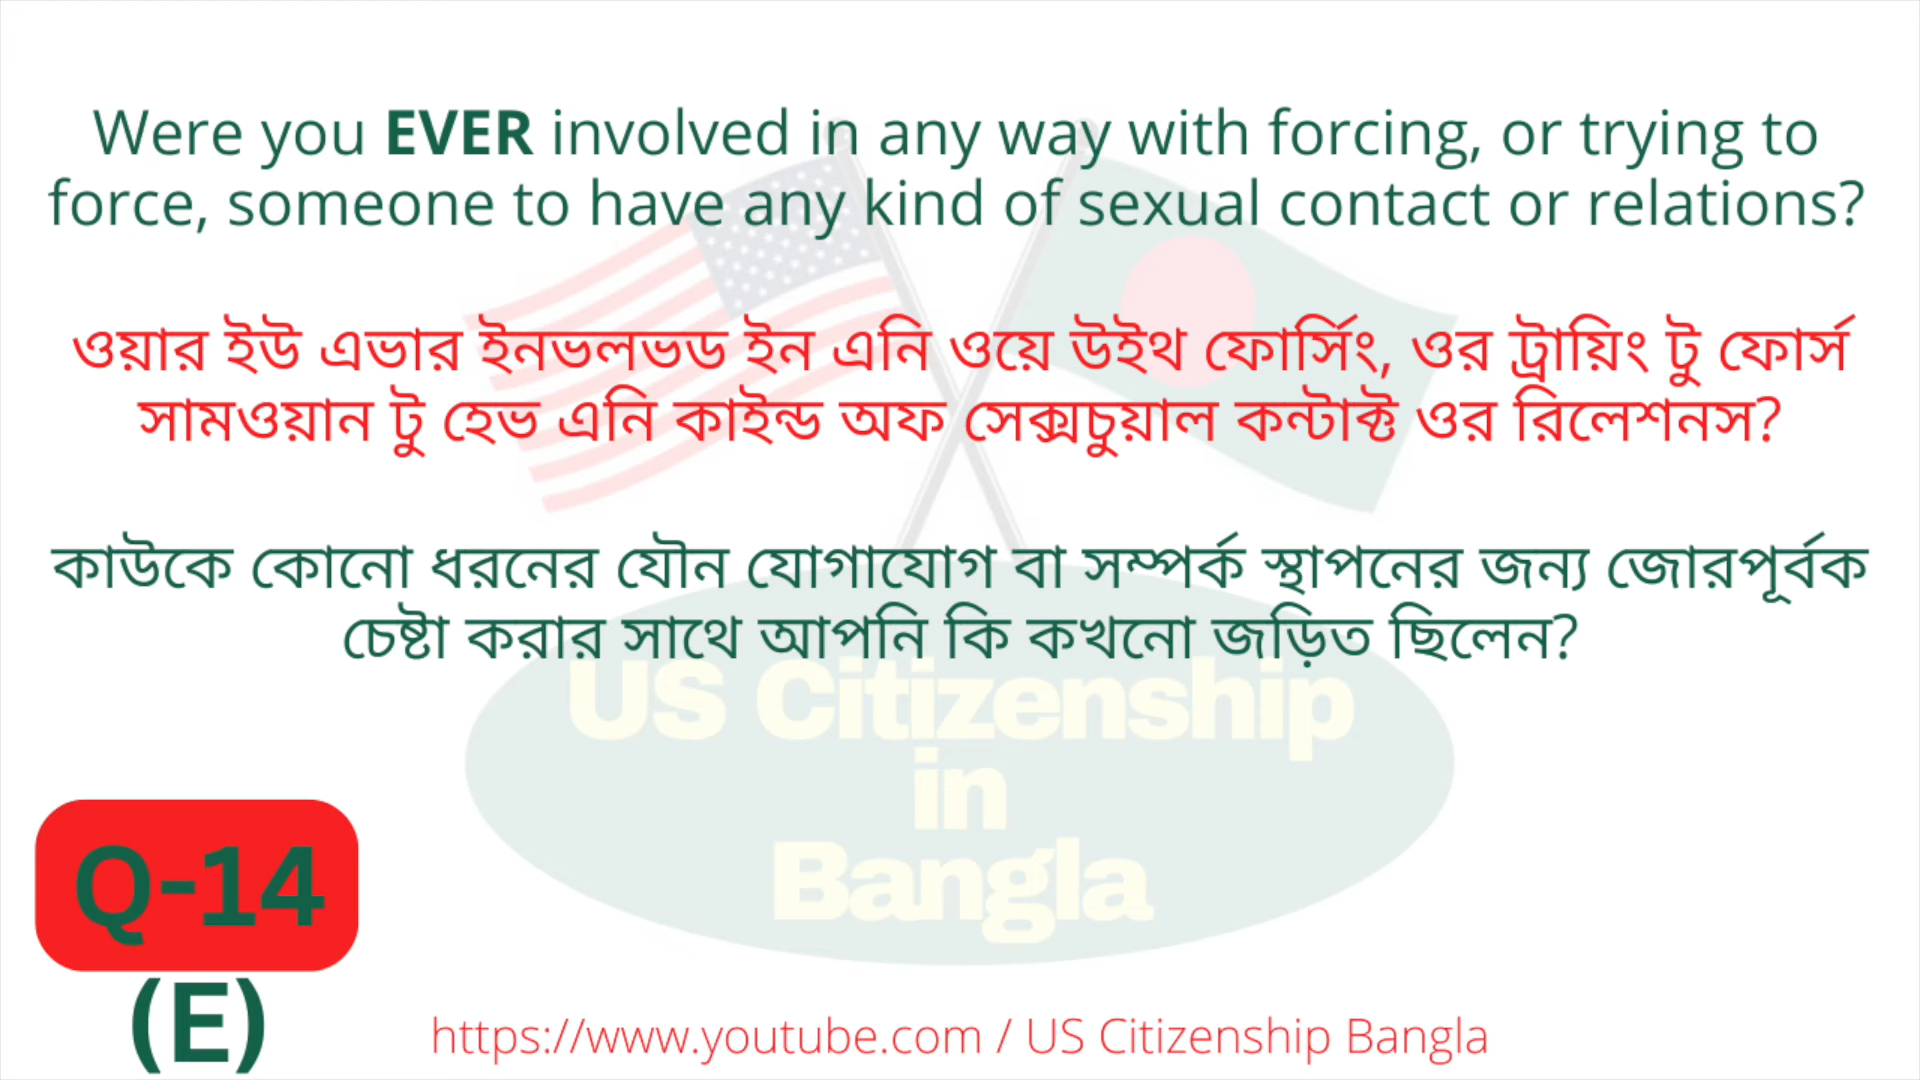 Were you EVER involved in any way with forcing, or trying to
force, someone to have any kind of sexual contact or relations?
ওয়ার ইউ এভার ইনভলভড ইন এনি ওয়ে উইথ ফোর্সিং, ওর ট্রায়িং টু ফোর্স
সামওয়ান টু হেভ এনি কাইন্ড অফ সেক্সচুয়াল কন্টাক্ট ওর রিলেশনস?
কাউকে কোনো ধরনের যৌন যোগাযোগ বা সম্পর্ক স্থাপনের জন্য জোরপূর্বক
চেষ্টা করার সাথে আপনি কি কখনো জড়িত ছিলেন?
US Citizenship
in
Bangla
Q-14
(E)
https://www.youtube.com / US Citizenship Bangla